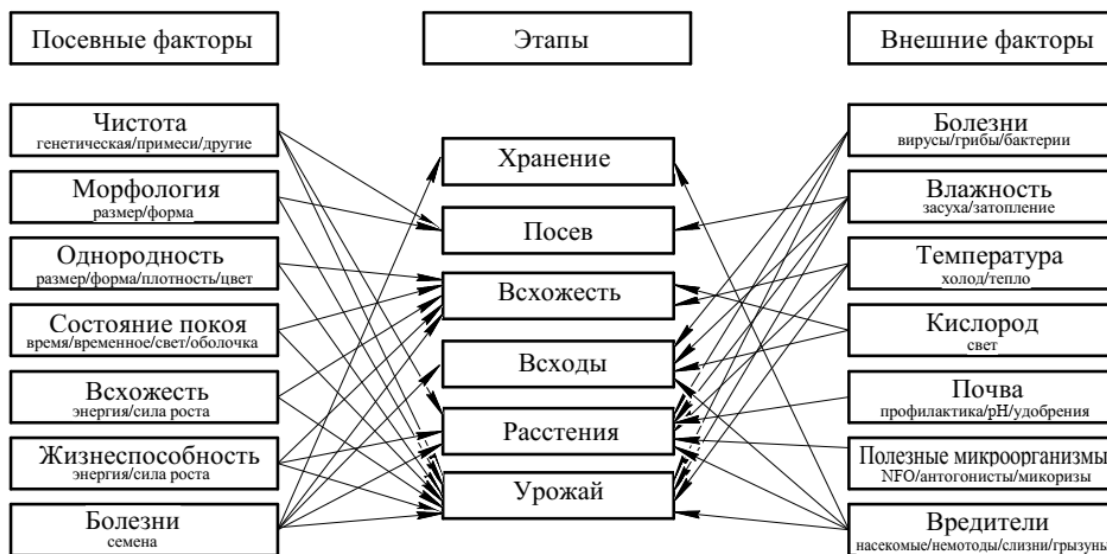 Посевные факторы
Этапы
Внешние факторы
Чистота
генетическая/примеси/другие
Морфология
размер/форма
Однородность
размер/форма/плотность/цвет
Состояние покоя
время/временное/свет/оболочка
Всхожесть
энергия/сила роста
Жизнеспособность
энергия/сила роста
Болезни
семена
Хранение
Посев
Всхожесть
Всходы
Расстения
Урожай
Болезни
вирусы/грибы/бактерии
Влажность
засуха/затопление
Температура
холод/тепло
Кислород
свет
Почва
профилактика/pH/удобрения
Полезные микроорганизмы
NFO/антогонисты/микоризы
Вредители
насекомые/немотоды/слизни/грызуны